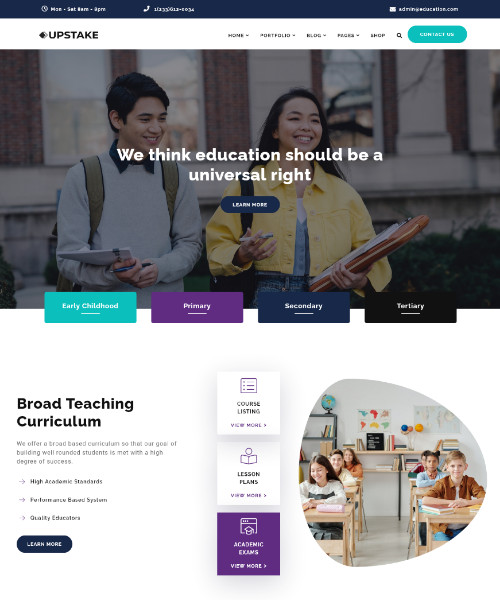 Mon - Sat 8am - 8pm
1(235)612-0034
admin@education.com
UPSTAKE
HOME
PORTFOLIO
BLOG
PAGES
SHOP
CONTACT US
We think education should be a
universal right
LEARN MORE
Early Childhood
Primary
Secondary
Tertiary
Broad Teaching
Curriculum
We offer a broad based curriculum so that our goal of
building well rounded students is met with a high
degree of success.
High Academic Standards
Performance Based System
Quality Educators
LEARN MORE
COURSE
LISTING
VIEW MORE >
LESSON
PLANS
VIEW MORE >
ACADEMIC
EXAMS
VIEW MORE >